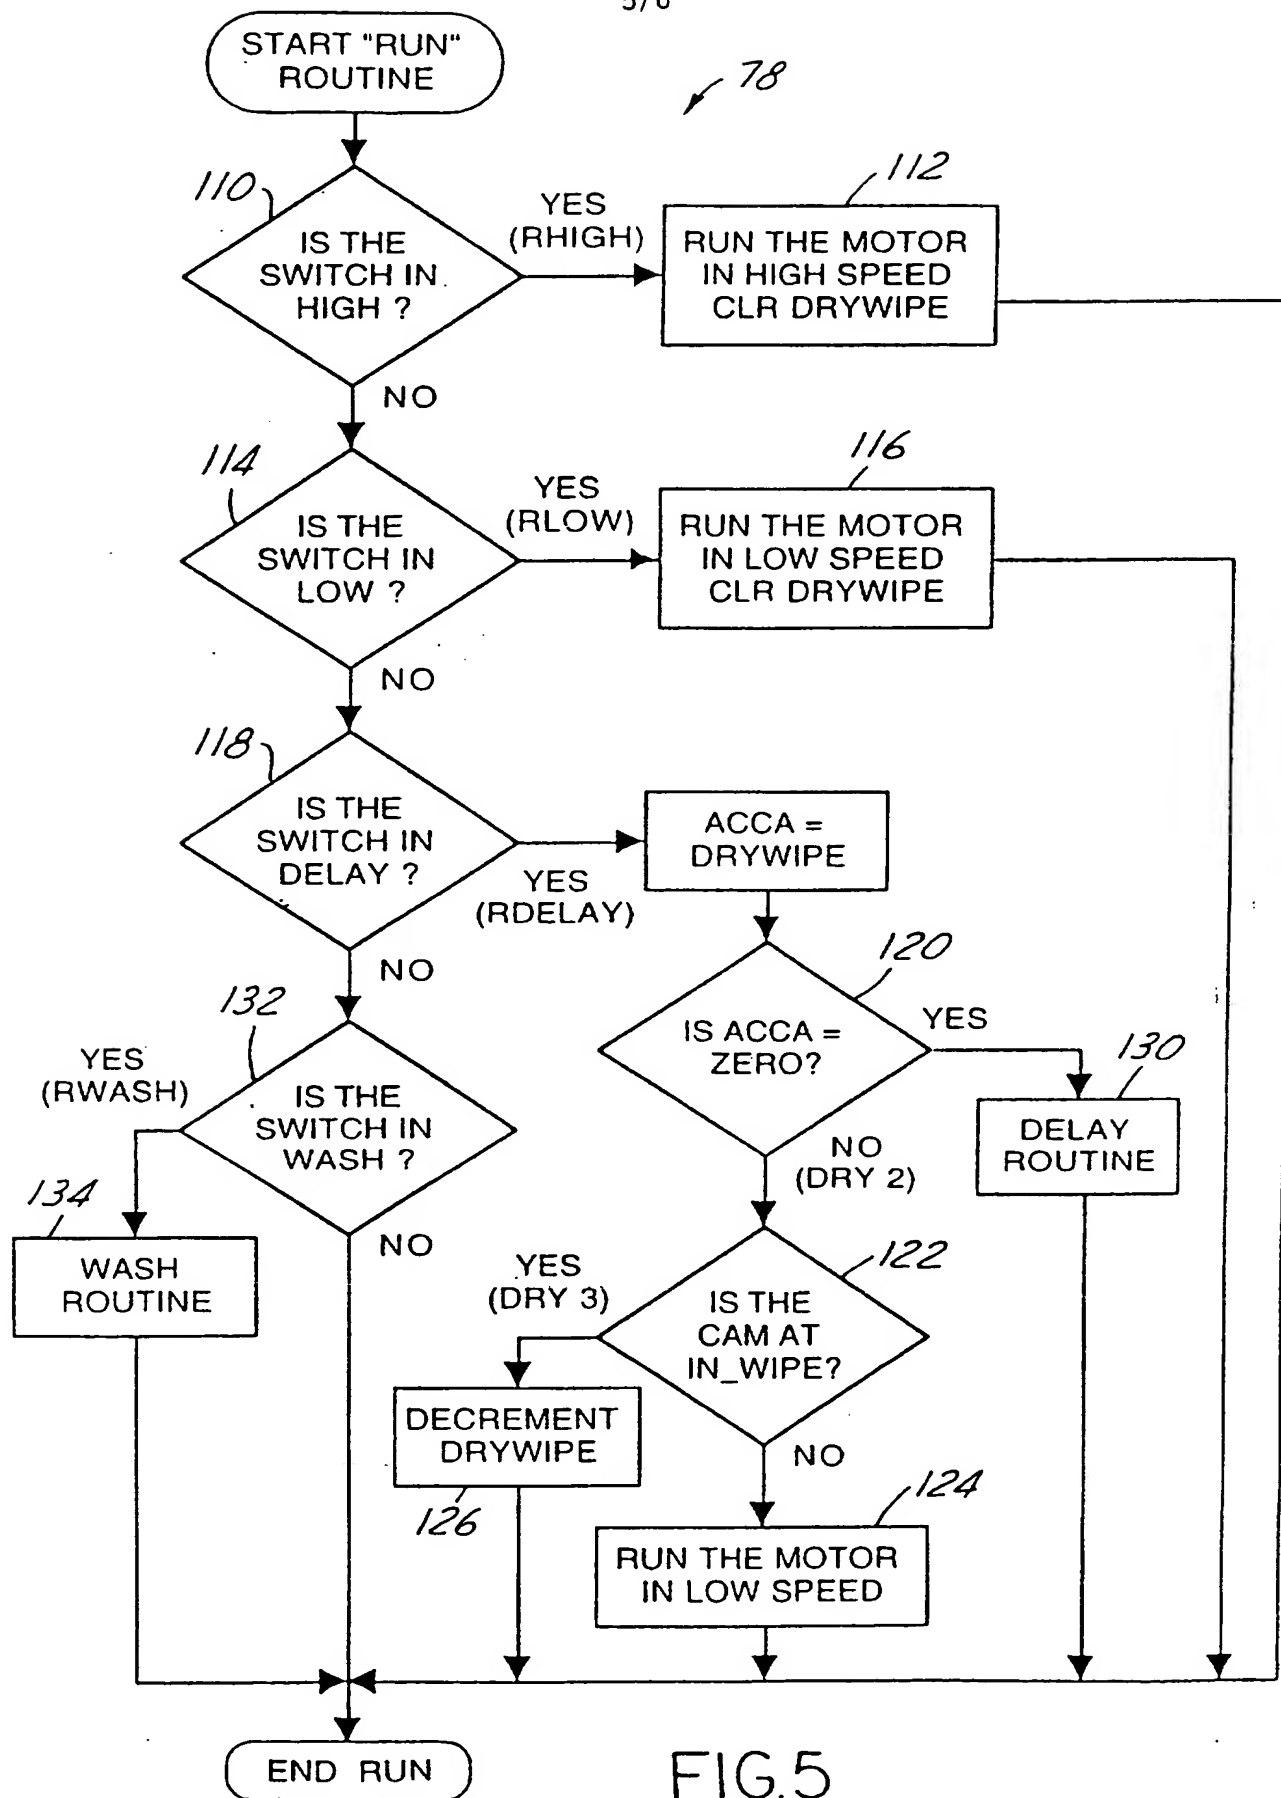 START "RUN"
ROUTINE
78
110
IS THE
SWITCH IN
HIGH ?
YES
(RHIGH)
112
RUN THE MOTOR
IN HIGH SPEED
CLR DRYWIPE
NO
114
IS THE
SWITCH IN
LOW ?
YES
(RLOW)
116
RUN THE MOTOR
IN LOW SPEED
CLR DRYWIPE
NO
118
IS THE
SWITCH IN
DELAY ?
YES
(RDELAY)
ACCA =
DRYWIPE
NO
120
IS ACCA =
ZERO?
YES
130
DELAY
ROUTINE
132
YES
(RWASH)
IS THE
SWITCH IN
WASH ?
NO
(DRY 2)
134
WASH
ROUTINE
NO
122
YES
(DRY 3)
IS THE
CAM AT
IN_WIPE?
DECREMENT
DRYWIPE
126
NO
124
RUN THE MOTOR
IN LOW SPEED
END RUN
FIG.5